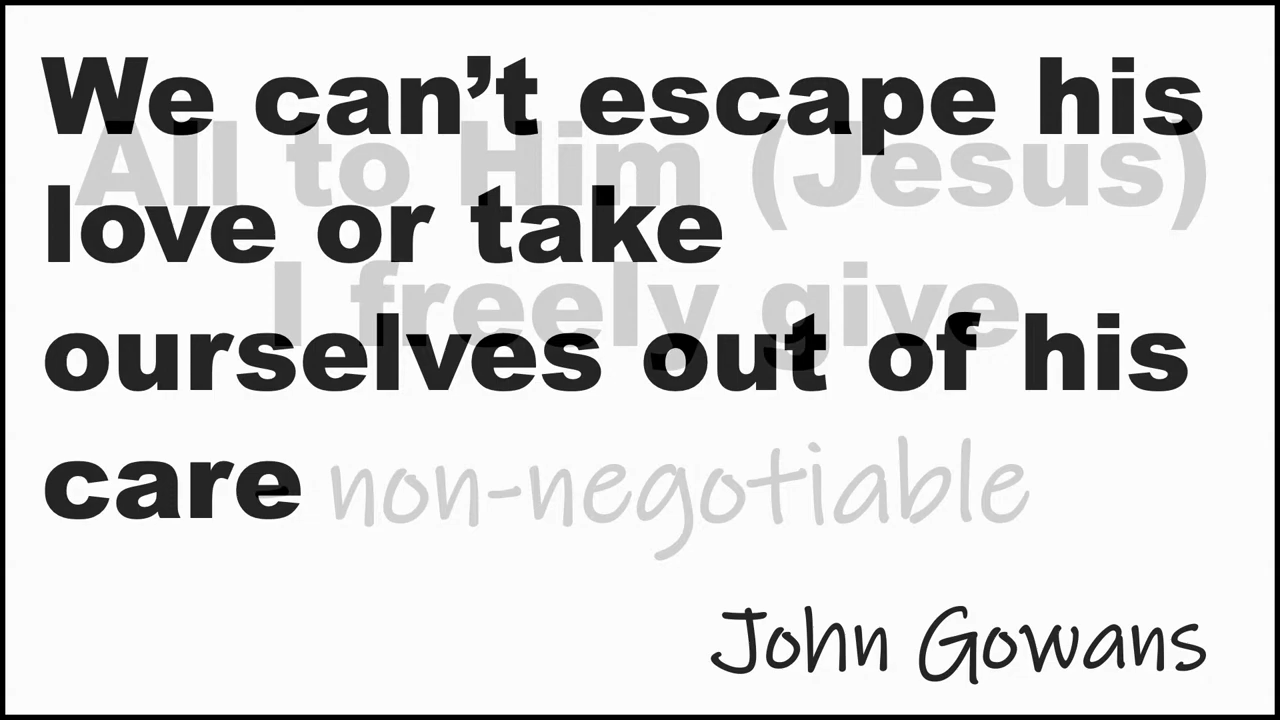 We can’t escape his
All to Him (Jesus)
love or take
I freely give
ourselves out of his
care
non-negotiable
John Gowans